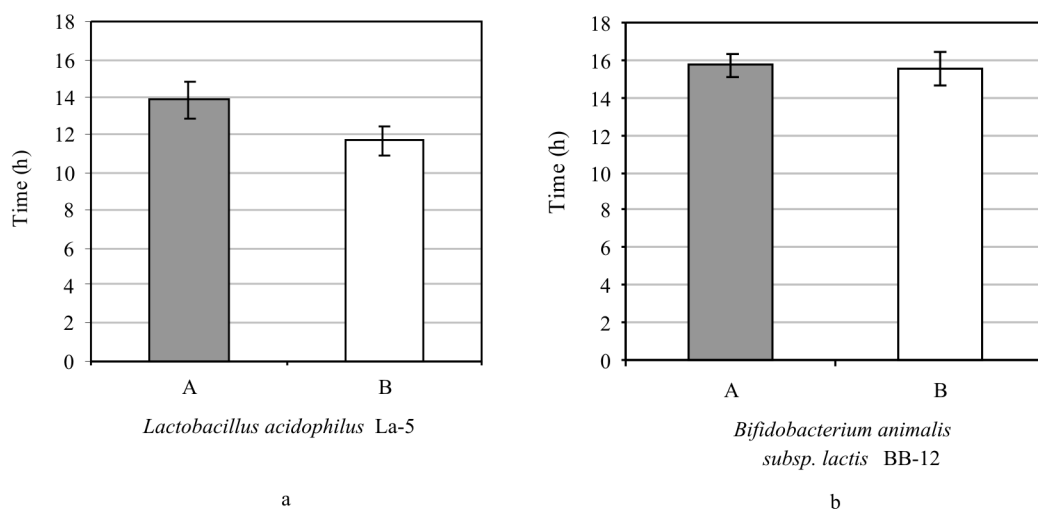 18
16
14
12
10
8
6
4
2
0
Time (h)
A B
Lactobacillus acidophilus La-5
a
18
16
14
12
10
8
6
4
2
0
Time (h)
A B
Bifidobacterium animalis
subsp. lactis BB-12
b